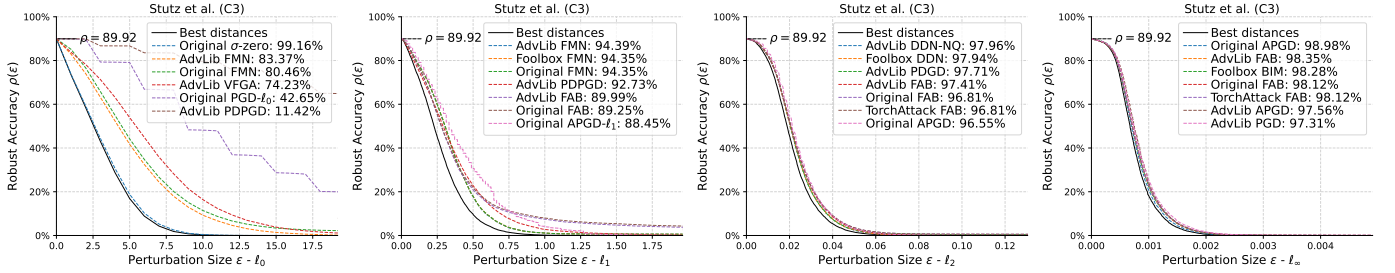 Stutz et al. (C3)
100%
80%
60%
40%
20%
0%
Robust Accuracy ρ(ε)
ρ = 89.92
Best distances
Original σ-zero: 99.16%
AdvLib FMN: 83.37%
Original FMN: 80.46%
AdvLib VFGA: 74.23%
Original PGD-ℓ₀: 42.65%
AdvLib PDPGD: 11.42%
0.0 2.5 5.0 7.5 10.0 12.5 15.0 17.5
Perturbation Size ε - ℓ₀
Stutz et al. (C3)
100%
80%
60%
40%
20%
0%
Robust Accuracy ρ(ε)
ρ = 89.92
Best distances
AdvLib FMN: 94.39%
Foolbox FMN: 94.35%
Original FMN: 94.35%
AdvLib PDPGD: 92.73%
AdvLib FAB: 89.99%
Original FAB: 89.25%
Original APGD-ℓ₁: 88.45%
0.00 0.25 0.50 0.75 1.00 1.25 1.50 1.75
Perturbation Size ε - ℓ₁
Stutz et al. (C3)
100%
80%
60%
40%
20%
0%
Robust Accuracy ρ(ε)
ρ = 89.92
Best distances
AdvLib DDN-NQ: 97.96%
Foolbox DDN: 97.94%
AdvLib PDGD: 97.71%
AdvLib FAB: 97.41%
Original FAB: 96.81%
TorchAttack FAB: 96.81%
Original APGD: 96.55%
0.00 0.02 0.04 0.06 0.08 0.10 0.12
Perturbation Size ε - ℓ₂
Stutz et al. (C3)
100%
80%
60%
40%
20%
0%
Robust Accuracy ρ(ε)
ρ = 89.92
Best distances
Original APGD: 98.98%
AdvLib FAB: 98.35%
Foolbox BIM: 98.28%
Original FAB: 98.12%
TorchAttack FAB: 98.12%
AdvLib APGD: 97.56%
AdvLib PGD: 97.31%
0.000 0.001 0.002 0.003 0.004
Perturbation Size ε - ℓ∞